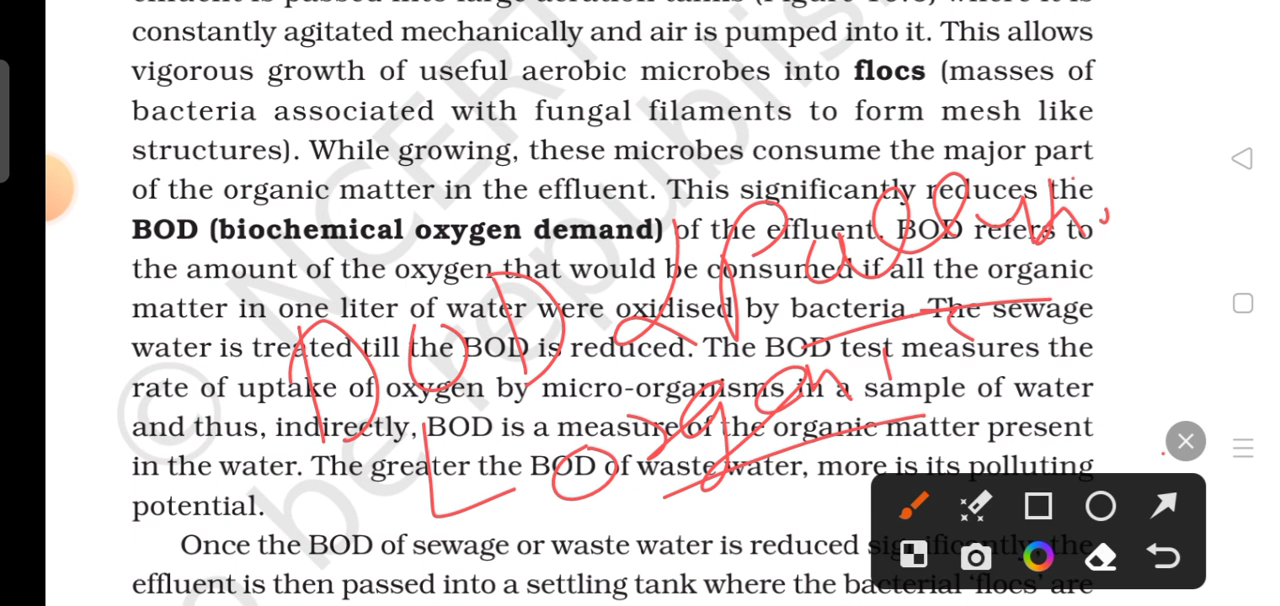 constantly agitated mechanically and air is pumped into it. This allows
vigorous growth of useful aerobic microbes into flocs (masses of
bacteria associated with fungal filaments to form mesh like
structures). While growing, these microbes consume the major part
of the organic matter in the effluent. This significantly reduces the
BOD (biochemical oxygen demand) of the effluent. BOD refers to
the amount of the oxygen that would be consumed if all the organic
matter in one liter of water were oxidised by bacteria. The sewage
water is treated till the BOD is reduced. The BOD test measures the
rate of uptake of oxygen by micro-organisms in a sample of water
and thus, indirectly, BOD is a measure of the organic matter present
in the water. The greater the BOD of waste water, more is its polluting
potential.
Once the BOD of sewage or waste water is reduced significantly, the
effluent is then passed into a settling tank where the bacterial ‘flocs’ are
© NCERT
be republis